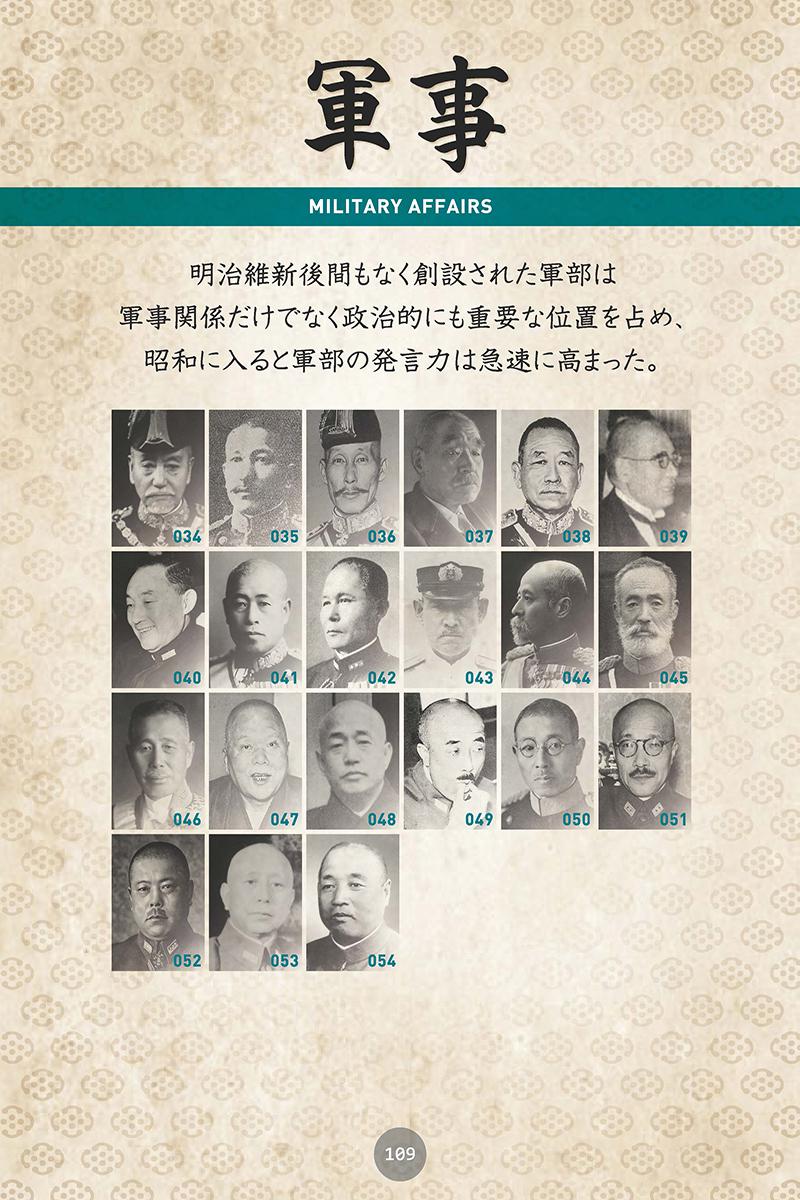 軍事
MILITARY AFFAIRS
明治維新後間もなく創設された軍部は
軍事関係だけでなく政治的にも重要な位置を占め、
昭和に入ると軍部の発言力は急速に高まった。
034 035 036 037 038 039
040 041 042 043 044 045
046 047 048 049 050 051
052 053 054
109